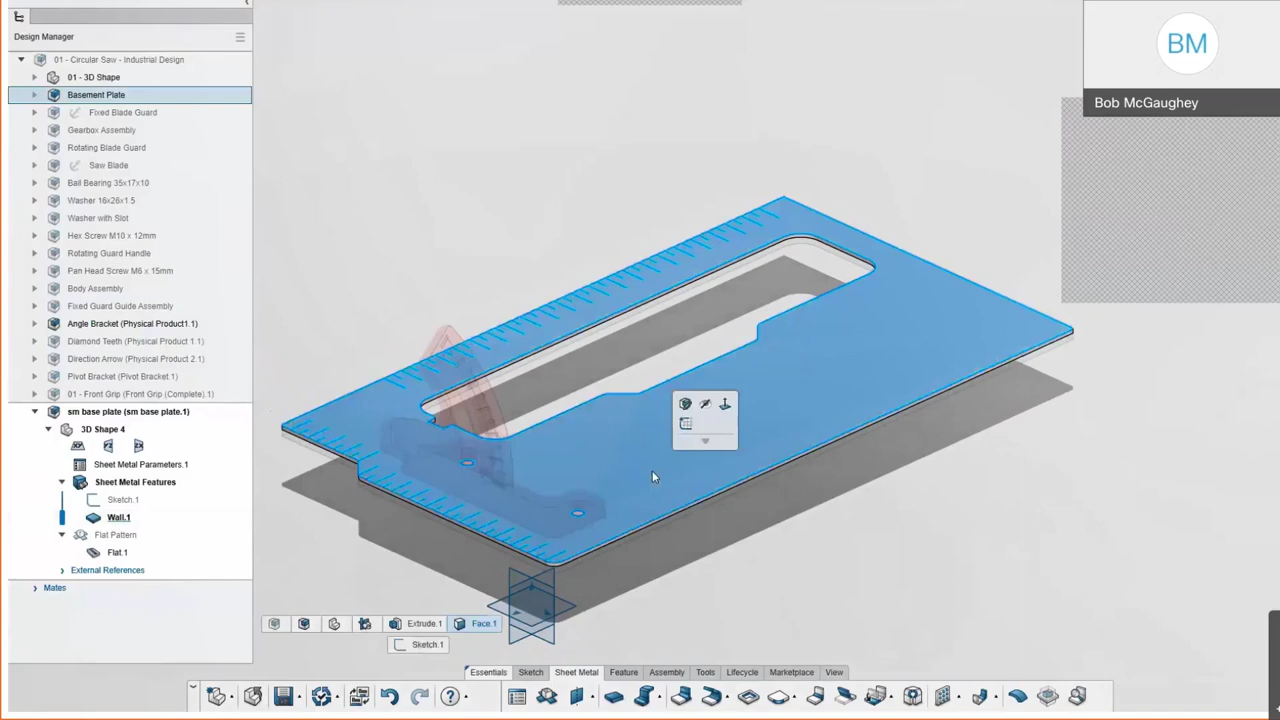 Design Manager
01 - Circular Saw - Industrial Design
01 - 3D Shape
Basement Plate
Fixed Blade Guard
Gearbox Assembly
Rotating Blade Guard
Saw Blade
Ball Bearing 35x17x10
Washer 16x26x1.5
Washer with Slot
Hex Screw M10 x 12mm
Rotating Guard Handle
Pan Head Screw M6 x 15mm
Body Assembly
Fixed Guard Guide Assembly
Angle Bracket (Physical Product1.1)
Diamond Teeth (Physical Product 1.1)
Direction Arrow (Physical Product 2.1)
Pivot Bracket (Pivot Bracket.1)
01 - Front Grip (Front Grip (Complete).1)
sm base plate (sm base plate.1)
3D Shape 4
Sheet Metal Parameters.1
Sheet Metal Features
Sketch.1
Wall.1
Flat Pattern
Flat.1
External References
Mates
BM
Bob McGaughey
Extrude.1 Face.1
Sketch.1
Essentials Sketch Sheet Metal Feature Assembly Tools Lifecycle Marketplace View